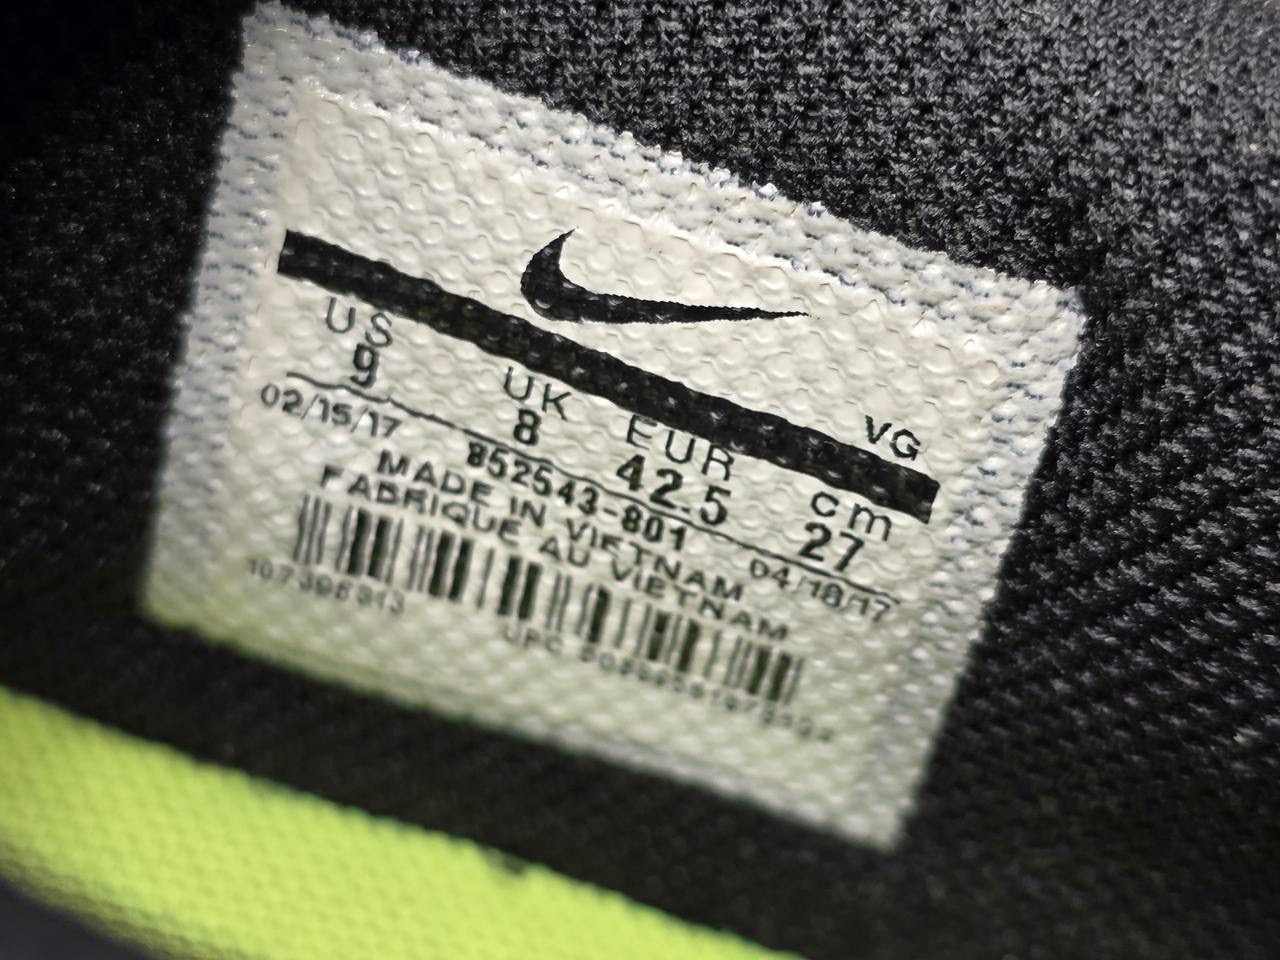 VG
US UK EUR cm
9 8 42.5 27
02/15/17 04/18/17
852543-801
MADE IN VIETNAM
FABRIQUE AU VIETNAM
UPC